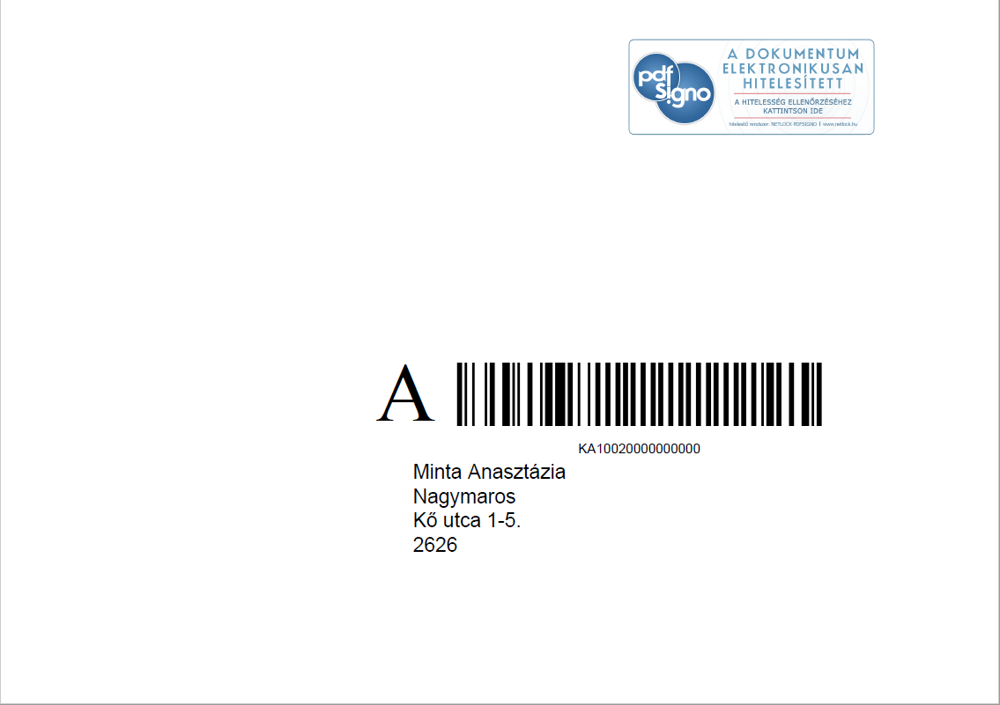 pdf
Signo
A DOKUMENTUM
ELEKTRONIKUSAN
HITELESÍTETT
A HITELESSÉG ELLENŐRZÉSÉHEZ
KATTINTSON IDE
hitelesítő rendszer: NETLOCK PDFSIGNO I www.netlock.hu
A
KA10020000000000
Minta Anasztázia
Nagymaros
Kő utca 1-5.
2626